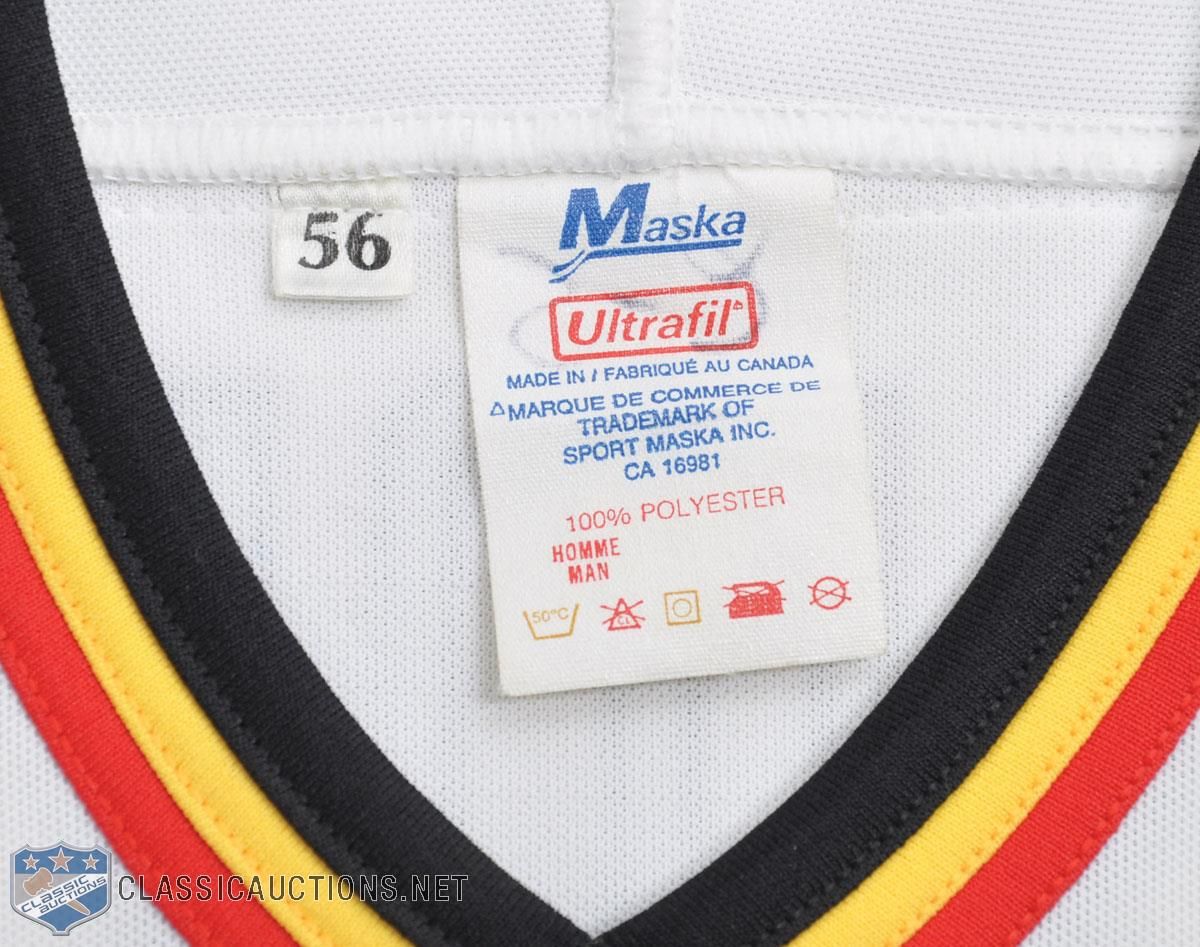 56
MASKA
Ultrafil
MADE IN / FABRIQUÉ AU CANADA
△MARQUE DE COMMERCE DE
TRADEMARK OF
SPORT MASKA INC.
CA 16981
100% POLYESTER
HOMME
MAN
50°C
CL
CLASSIC
AUCTIONS
CLASSICAUCTIONS.NET